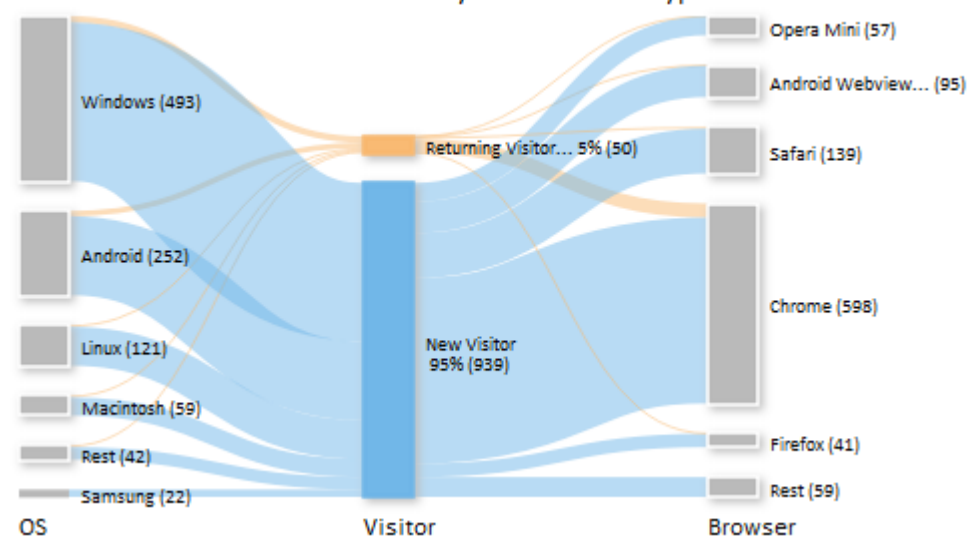 Windows (493)
Android (252)
Linux (121)
Macintosh (59)
Rest (42)
Samsung (22)
OS
Returning Visitor... 5% (50)
New Visitor
95% (939)
Visitor
Opera Mini (57)
Android Webview... (95)
Safari (139)
Chrome (598)
Firefox (41)
Rest (59)
Browser